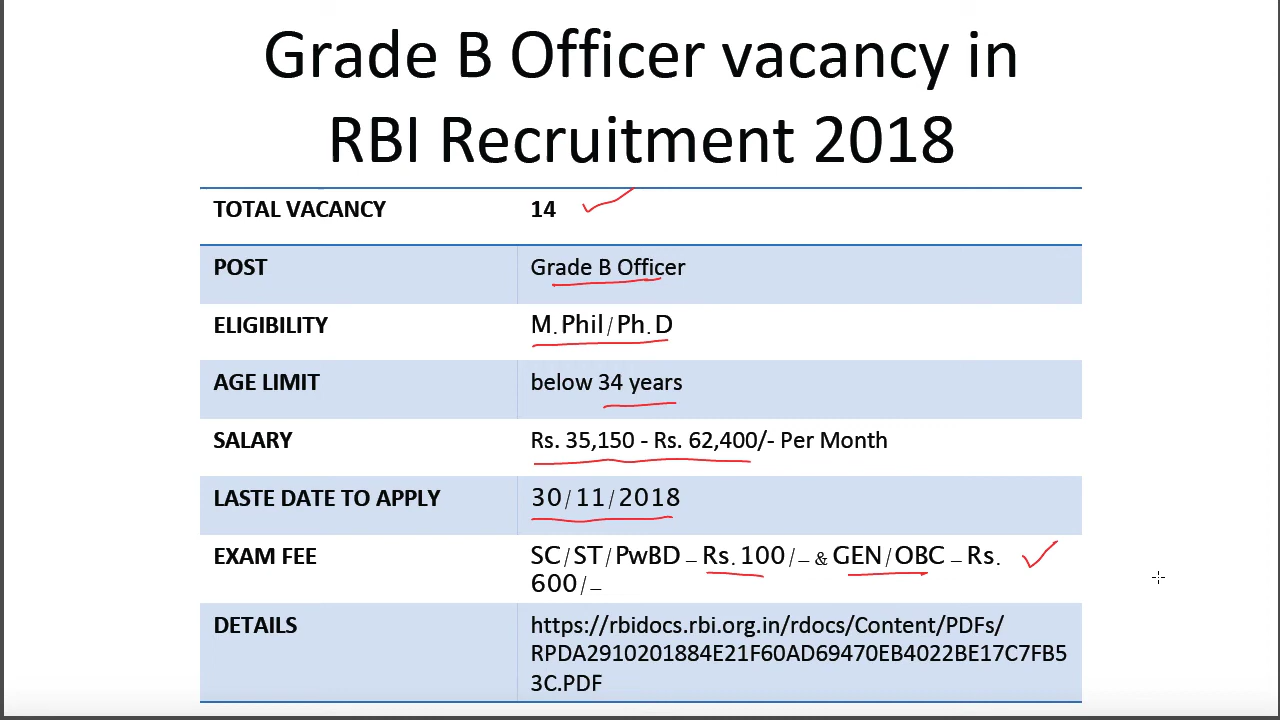 Grade B Officer vacancy in
RBI Recruitment 2018
TOTAL VACANCY 14
POST Grade B Officer
ELIGIBILITY M.Phil/Ph.D
AGE LIMIT below 34 years
SALARY Rs. 35,150 - Rs. 62,400/- Per Month
LASTE DATE TO APPLY 30/11/2018
EXAM FEE SC/ST/PwBD – Rs.100/– & GEN/OBC – Rs.
600/–
DETAILS https://rbidocs.rbi.org.in/rdocs/Content/PDFs/
RPDA2910201884E21F60AD69470EB4022BE17C7FB5
3C.PDF